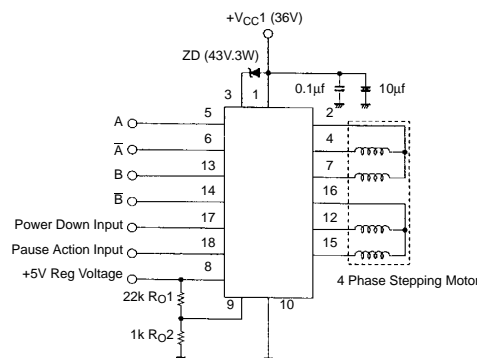 +VCC1 (36V)
ZD (43V.3W)
0.1µf
10µf
3
1
5
2
A
6
4
A̅
13
7
B
14
16
B̅
17
12
Power Down Input
18
15
Pause Action Input
8
+5V Reg Voltage
4 Phase Stepping Motor
22k RO1
9
10
1k RO2